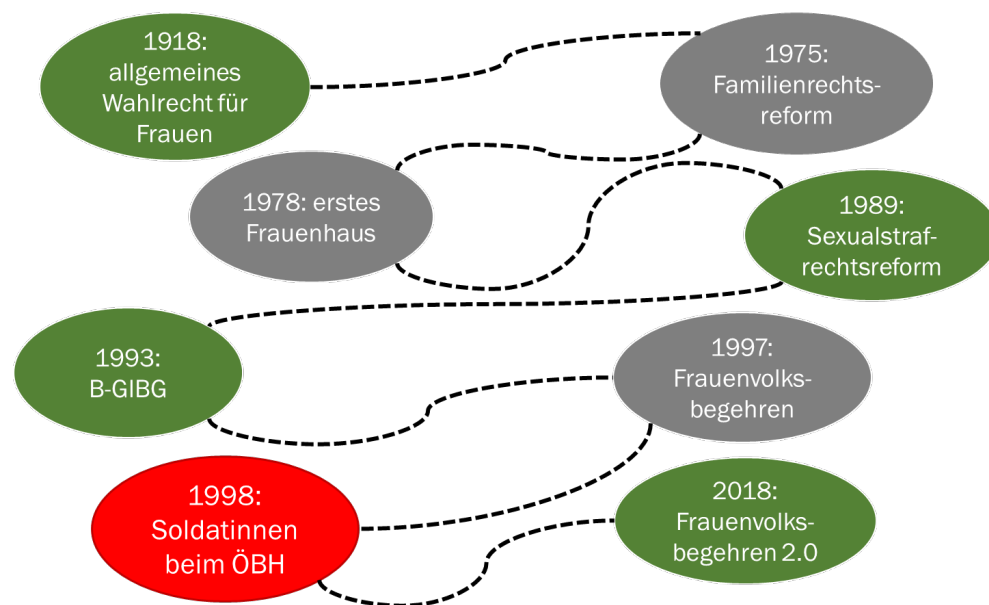 1918:
allgemeines
Wahlrecht für
Frauen
1975:
Familienrechts-
reform
1978: erstes
Frauenhaus
1989:
Sexualstraf-
rechtsreform
1993:
B-GlBG
1997:
Frauenvolks-
begehren
1998:
Soldatinnen
beim ÖBH
2018:
Frauenvolks-
begehren 2.0